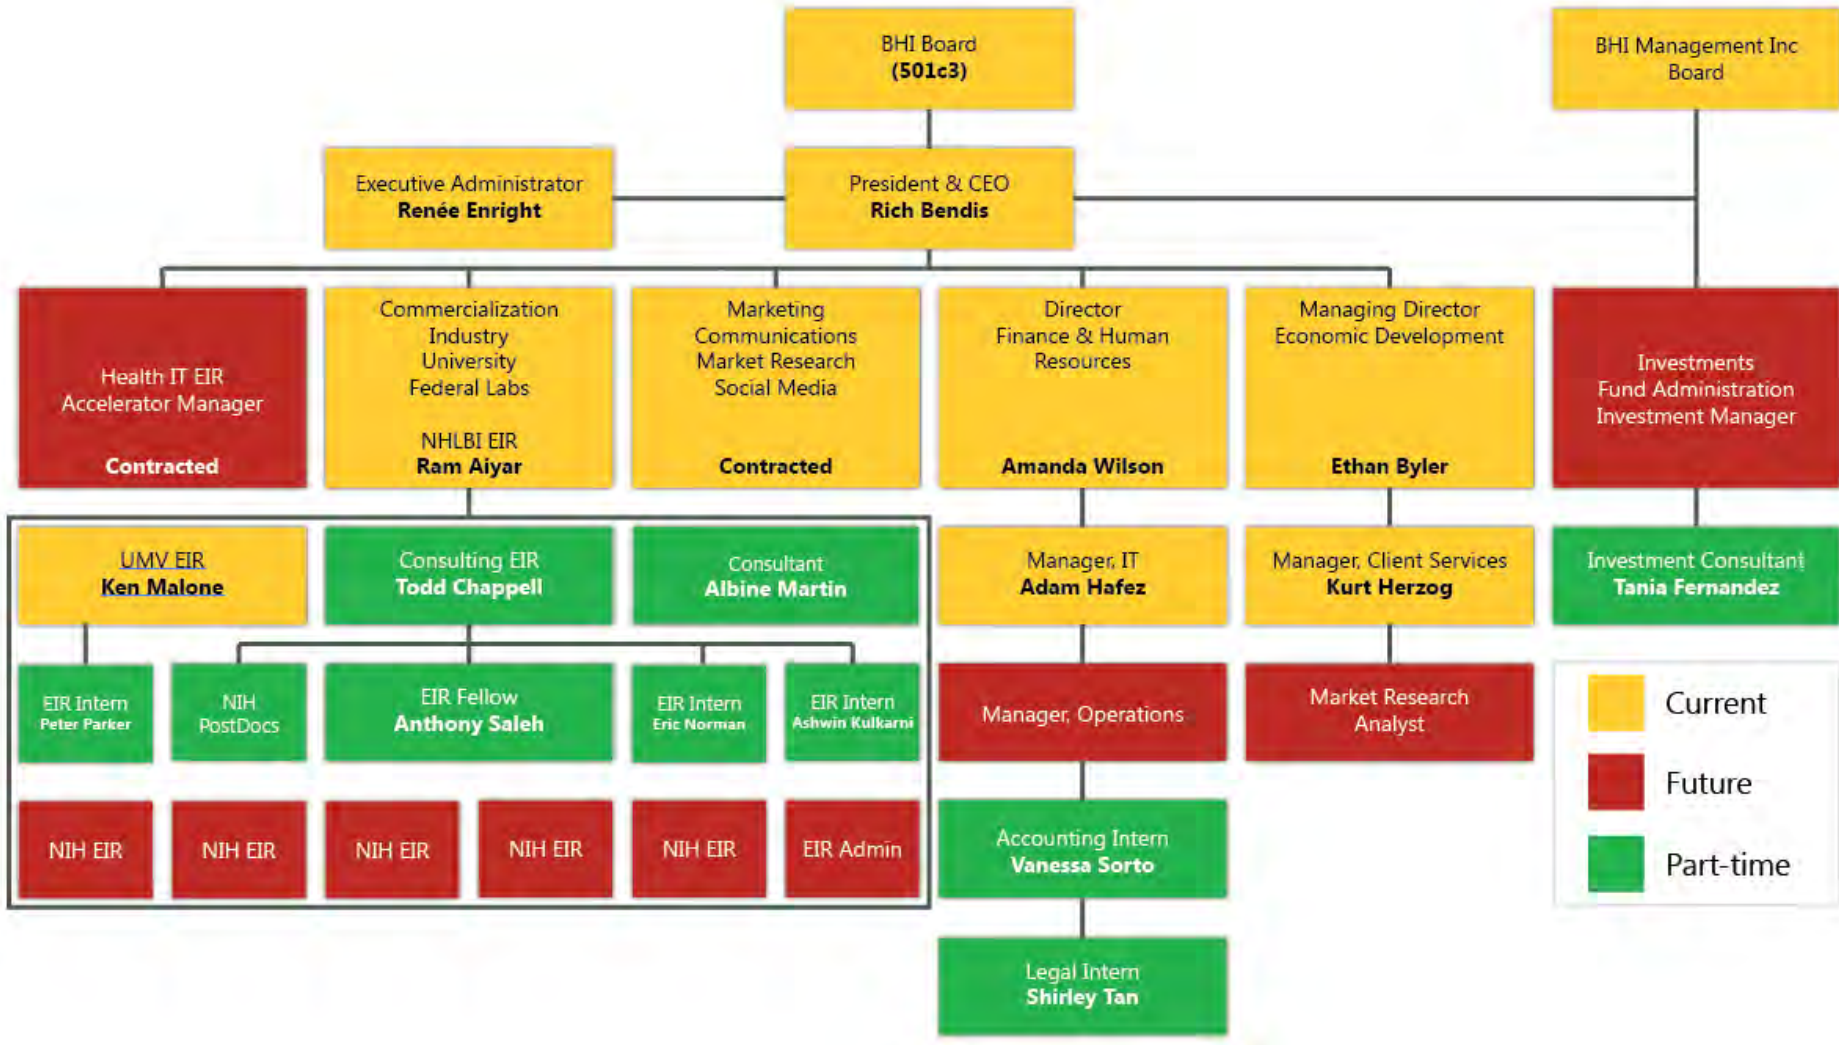 BHI Board
(501c3)
BHI Management Inc
Board
Executive Administrator
Renée Enright
President & CEO
Rich Bendis
Health IT EIR
Accelerator Manager
Contracted
Commercialization
Industry
University
Federal Labs
NHLBI EIR
Ram Aiyar
Marketing
Communications
Market Research
Social Media
Contracted
Director
Finance & Human
Resources
Amanda Wilson
Managing Director
Economic Development
Ethan Byler
Investments
Fund Administration
Investment Manager
UMV EIR
Ken Malone
Consulting EIR
Todd Chappell
Consultant
Albine Martin
Manager, IT
Adam Hafez
Manager, Client Services
Kurt Herzog
Investment Consultant
Tania Fernandez
EIR Intern
Peter Parker
NIH
PostDocs
EIR Fellow
Anthony Saleh
EIR Intern
Eric Norman
EIR Intern
Ashwin Kulkarni
Manager, Operations
Market Research
Analyst
Current
Future
Part-time
NIH EIR
NIH EIR
NIH EIR
NIH EIR
NIH EIR
EIR Admin
Accounting Intern
Vanessa Sorto
Legal Intern
Shirley Tan